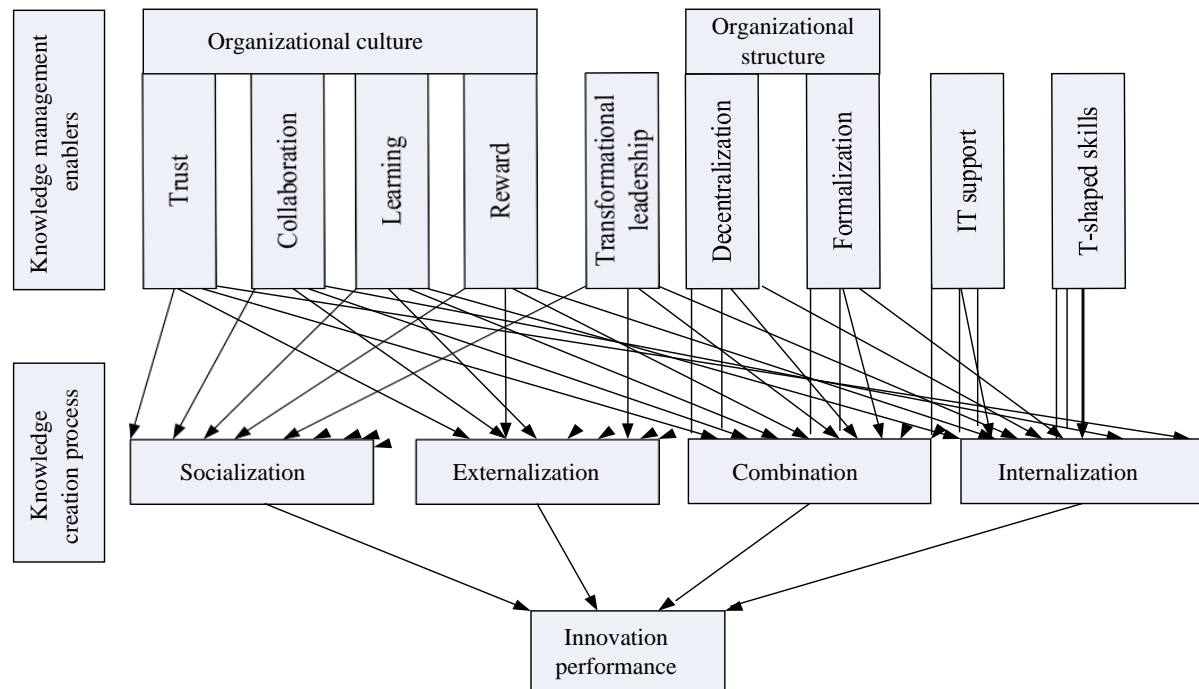 Knowledge management
enablers
Organizational culture
Organizational
structure
Trust
Collaboration
Learning
Reward
Transformational
leadership
Decentralization
Formalization
IT support
T-shaped skills
Knowledge
creation process
Socialization
Externalization
Combination
Internalization
Innovation
performance